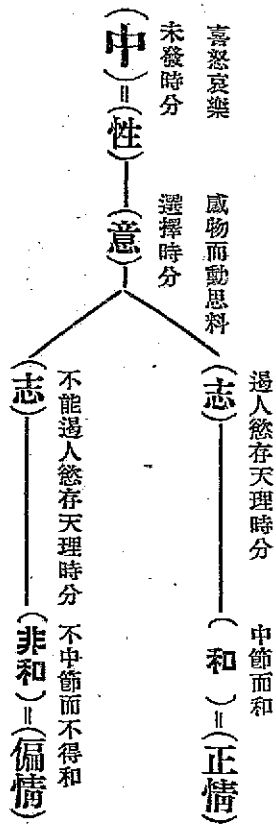 喜怒哀樂
未發時分
(中)=(性)
感物而動思料
選擇時分
(意)
遏人慾存天理時分
(志)
中節而和
(和)=(正情)
不能遏人慾存天理時分
(志)
不中節而不得和
(非和)=(偏情)